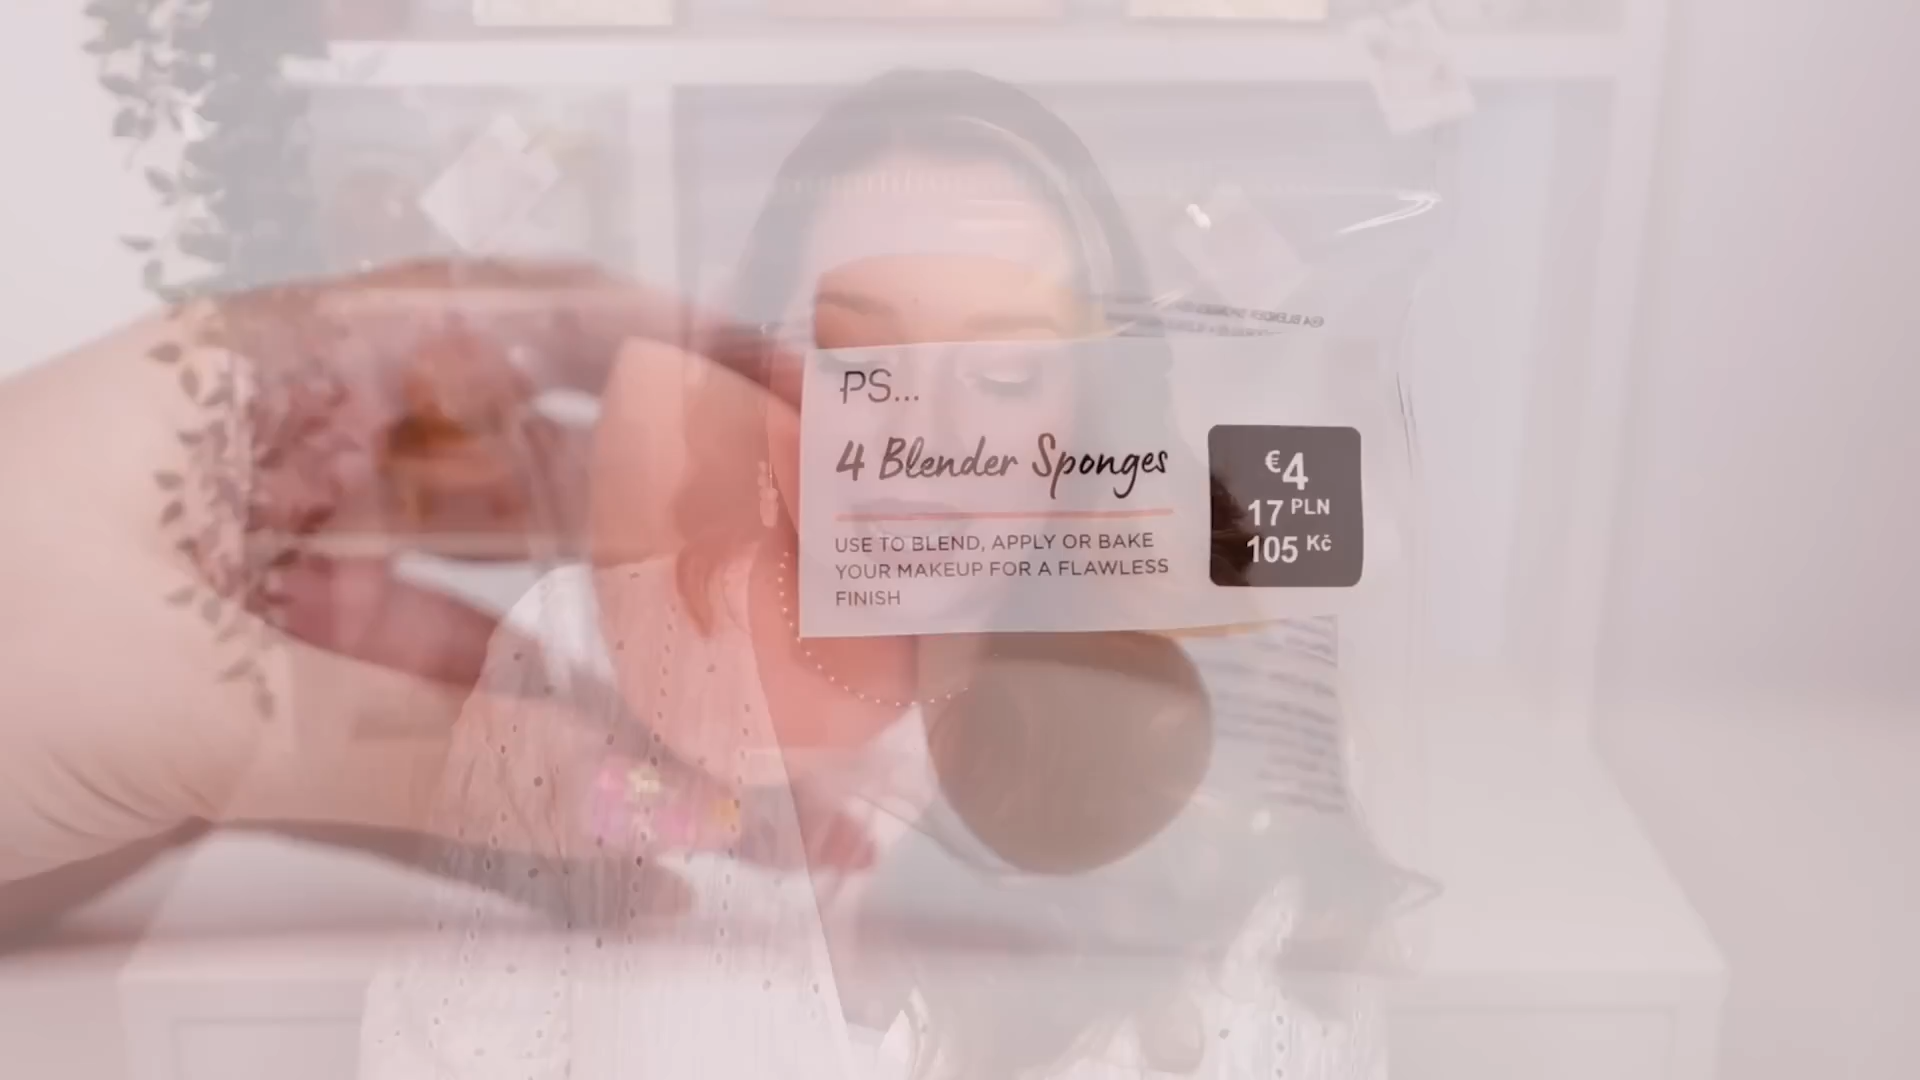 PS...
4 Blender Sponges
USE TO BLEND, APPLY OR BAKE
YOUR MAKEUP FOR A FLAWLESS
FINISH
€4
17 PLN
105 Kč